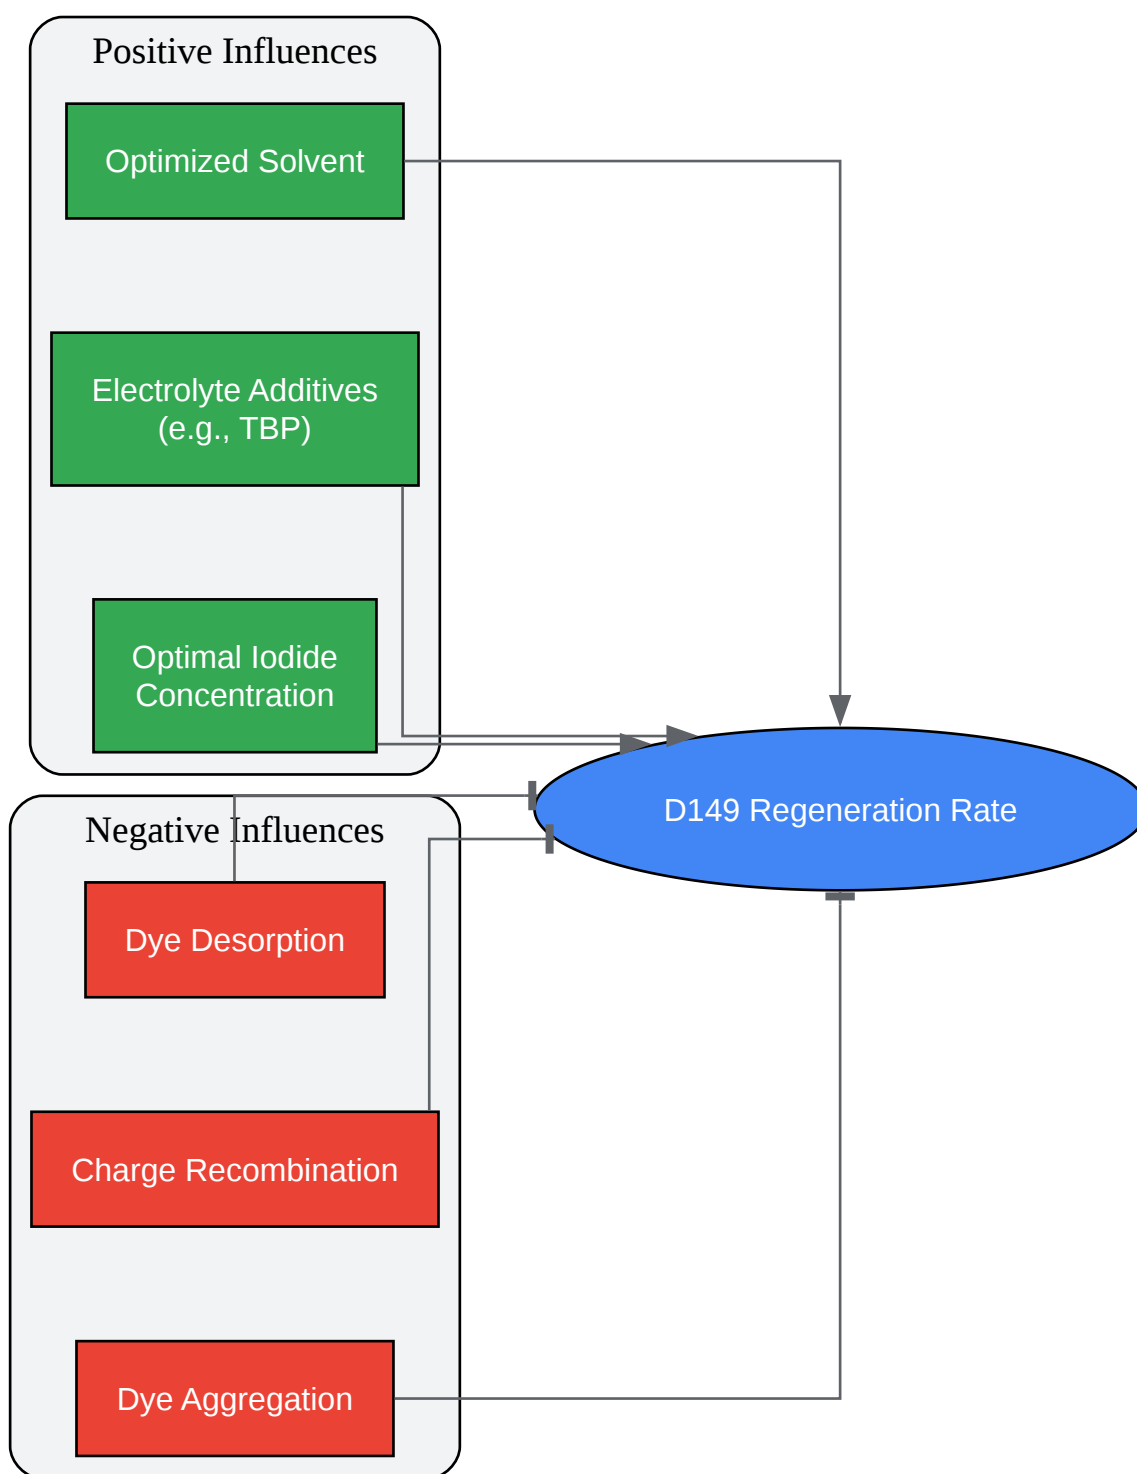 Positive Influences
Optimized Solvent
Electrolyte Additives
(e.g., TBP)
Optimal Iodide
Concentration
D149 Regeneration Rate
Negative Influences
Dye Desorption
Charge Recombination
Dye Aggregation